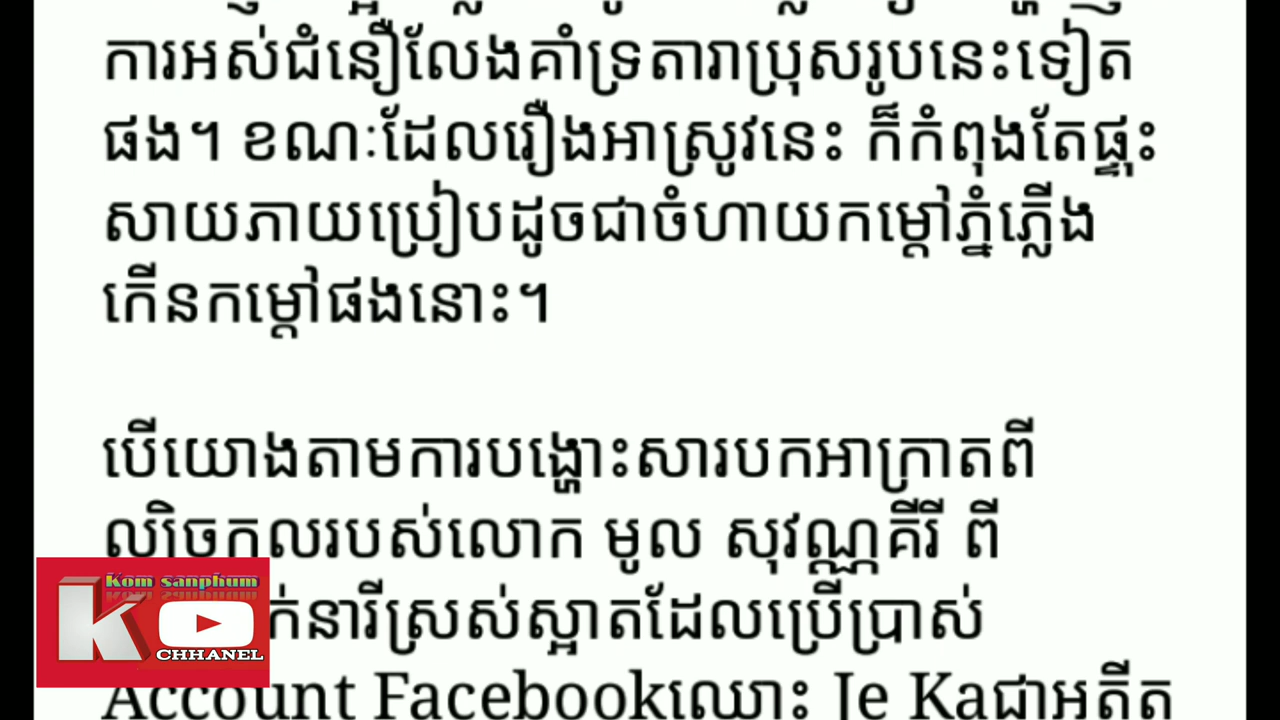 ការអស់ជំនឿលែងគាំទ្រតារាប្រុសរូបនេះទៀត
ផង។ ខណៈដែលរឿងអាស្រូវនេះ ក៏កំពុងតែផ្ទុះ
សាយភាយប្រៀបដូចជាចំហាយកម្ដៅភ្នំភ្លើង
កើនកម្ដៅផងនោះ។
បើយោងតាមការបង្ហោះសារបកអាក្រាតពី
ល្បិចកលរបស់លោក មូល សុវណ្ណគីរី ពី
នារីស្រស់ស្អាតដែលប្រើប្រាស់
Account Facebookឈោះ Je Kaជាអតីត
Kom sanphum
K
CHHANEL